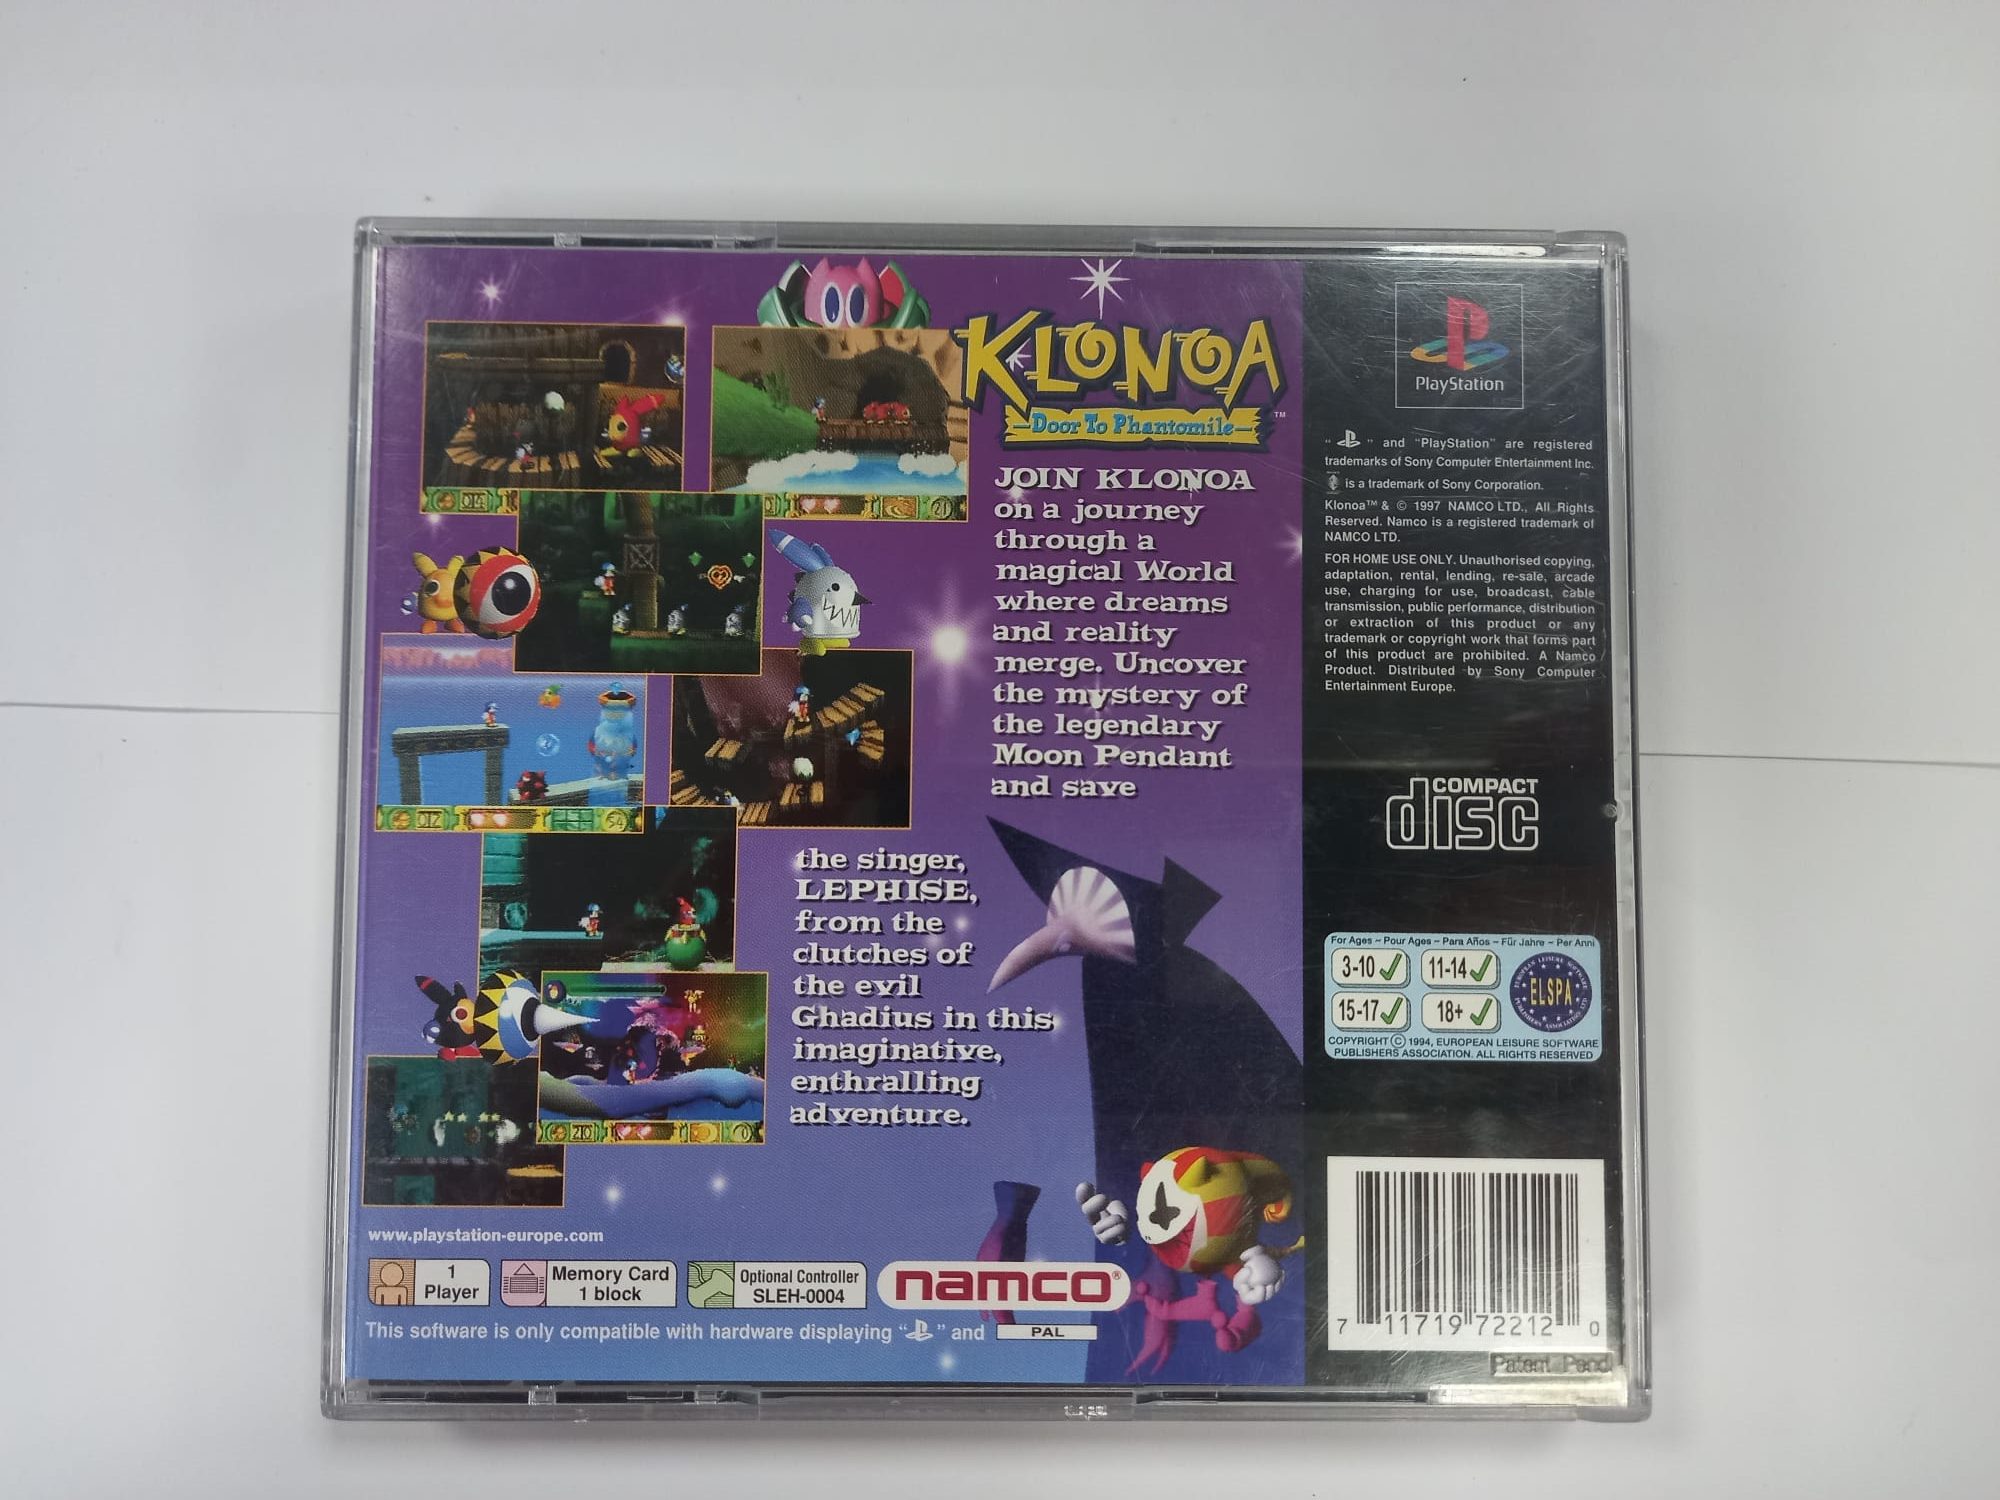 KLONOA
Door To Phantomile
TM
JOIN KLONOA
on a journey
through a
magical World
where dreams
and reality
merge. Uncover
the mystery of
the legendary
Moon Pendant
and save
the singer,
LEPHISE,
from the
clutches of
the evil
Ghadius in this
imaginative,
enthralling
adventure.
www.playstation-europe.com
1
Player
Memory Card
1 block
Optional Controller
SLEH-0004
namco®
This software is only compatible with hardware displaying " " and PAL
PlayStation
" " and "PlayStation" are registered
trademarks of Sony Computer Entertainment Inc.
is a trademark of Sony Corporation.
Klonoa™ & © 1997 NAMCO LTD., All Rights
Reserved. Namco is a registered trademark of
NAMCO LTD.
FOR HOME USE ONLY. Unauthorised copying,
adaptation, rental, lending, re-sale, arcade
use, charging for use, broadcast, cable
transmission, public performance, distribution
or extraction of this product or any
trademark or copyright work that forms part
of this product are prohibited. A Namco
Product. Distributed by Sony Computer
Entertainment Europe.
COMPACT
disc
For Ages ~ Pour Ages ~ Para Años ~ Für Jahre ~ Per Anni
3-10 11-14
15-17 18+
EUROPEAN LEISURE SOFTWARE
ELSPA
COPYRIGHT © 1994, EUROPEAN LEISURE SOFTWARE
PUBLISHERS ASSOCIATION. ALL RIGHTS RESERVED
7 11719 72212 0
Patent Pend